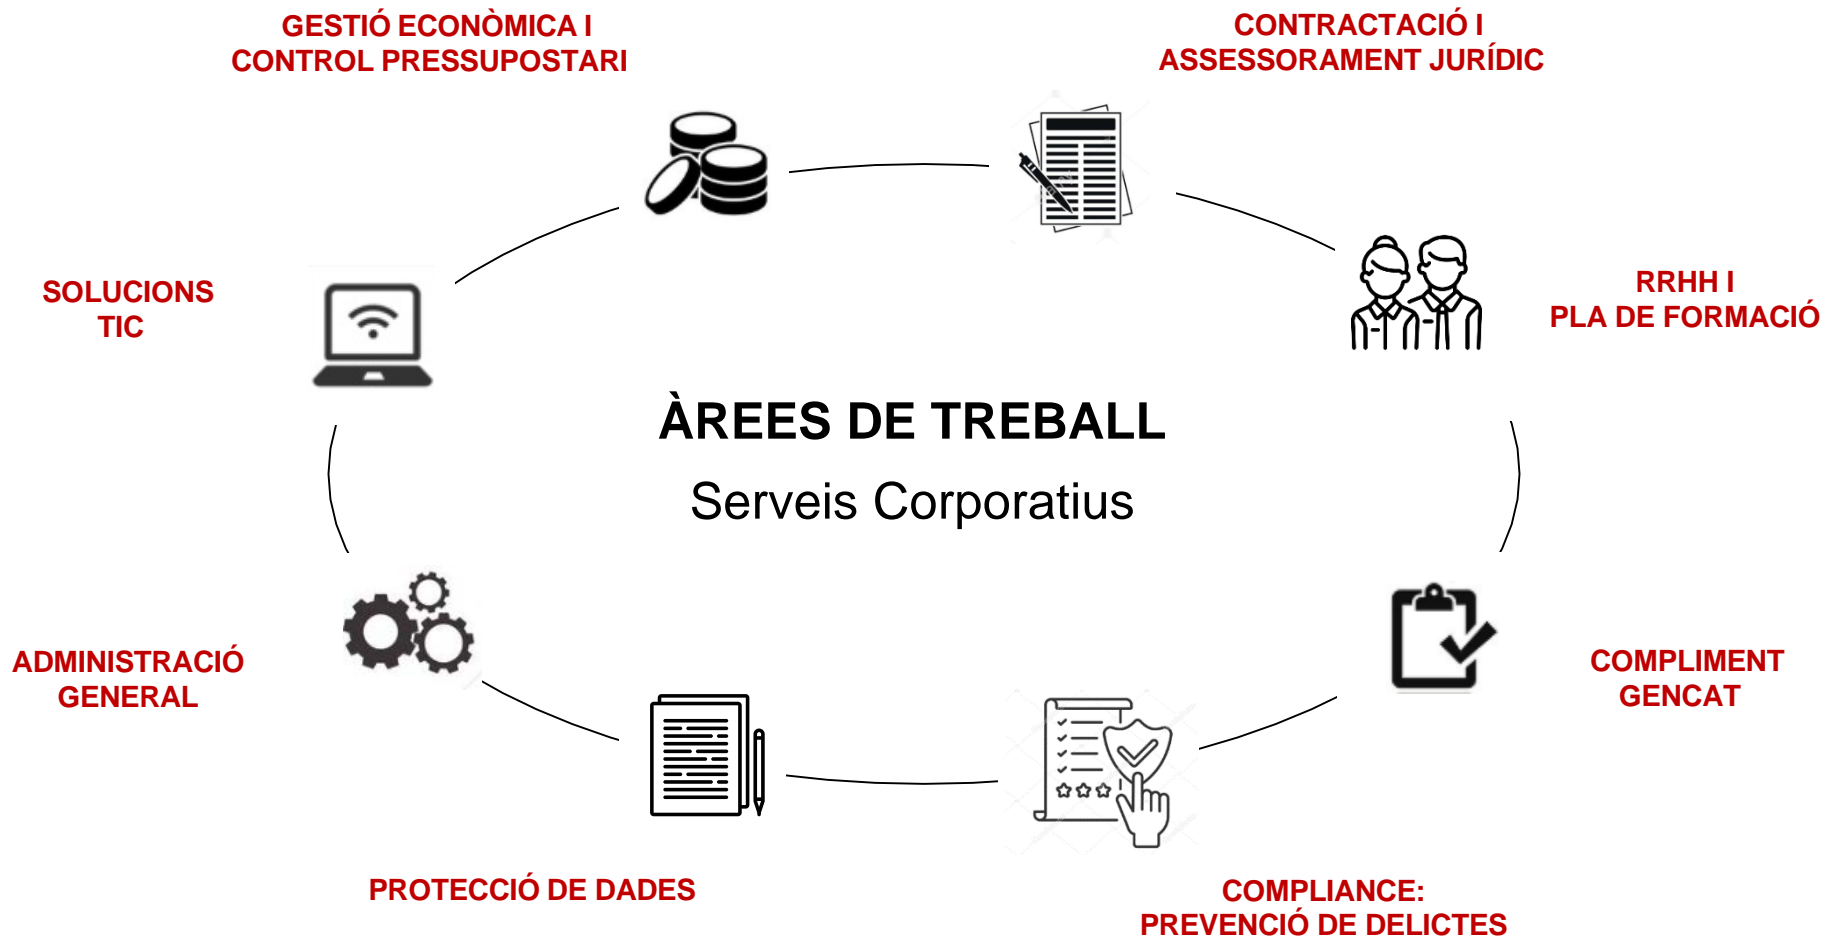 GESTIÓ ECONÒMICA I
CONTROL PRESSUPOSTARI
CONTRACTACIÓ I
ASSESSORAMENT JURÍDIC
SOLUCIONS
TIC
RRHH I
PLA DE FORMACIÓ
ÀREES DE TREBALL
Serveis Corporatius
ADMINISTRACIÓ
GENERAL
COMPLIMENT
GENCAT
PROTECCIÓ DE DADES
COMPLIANCE:
PREVENCIÓ DE DELICTES